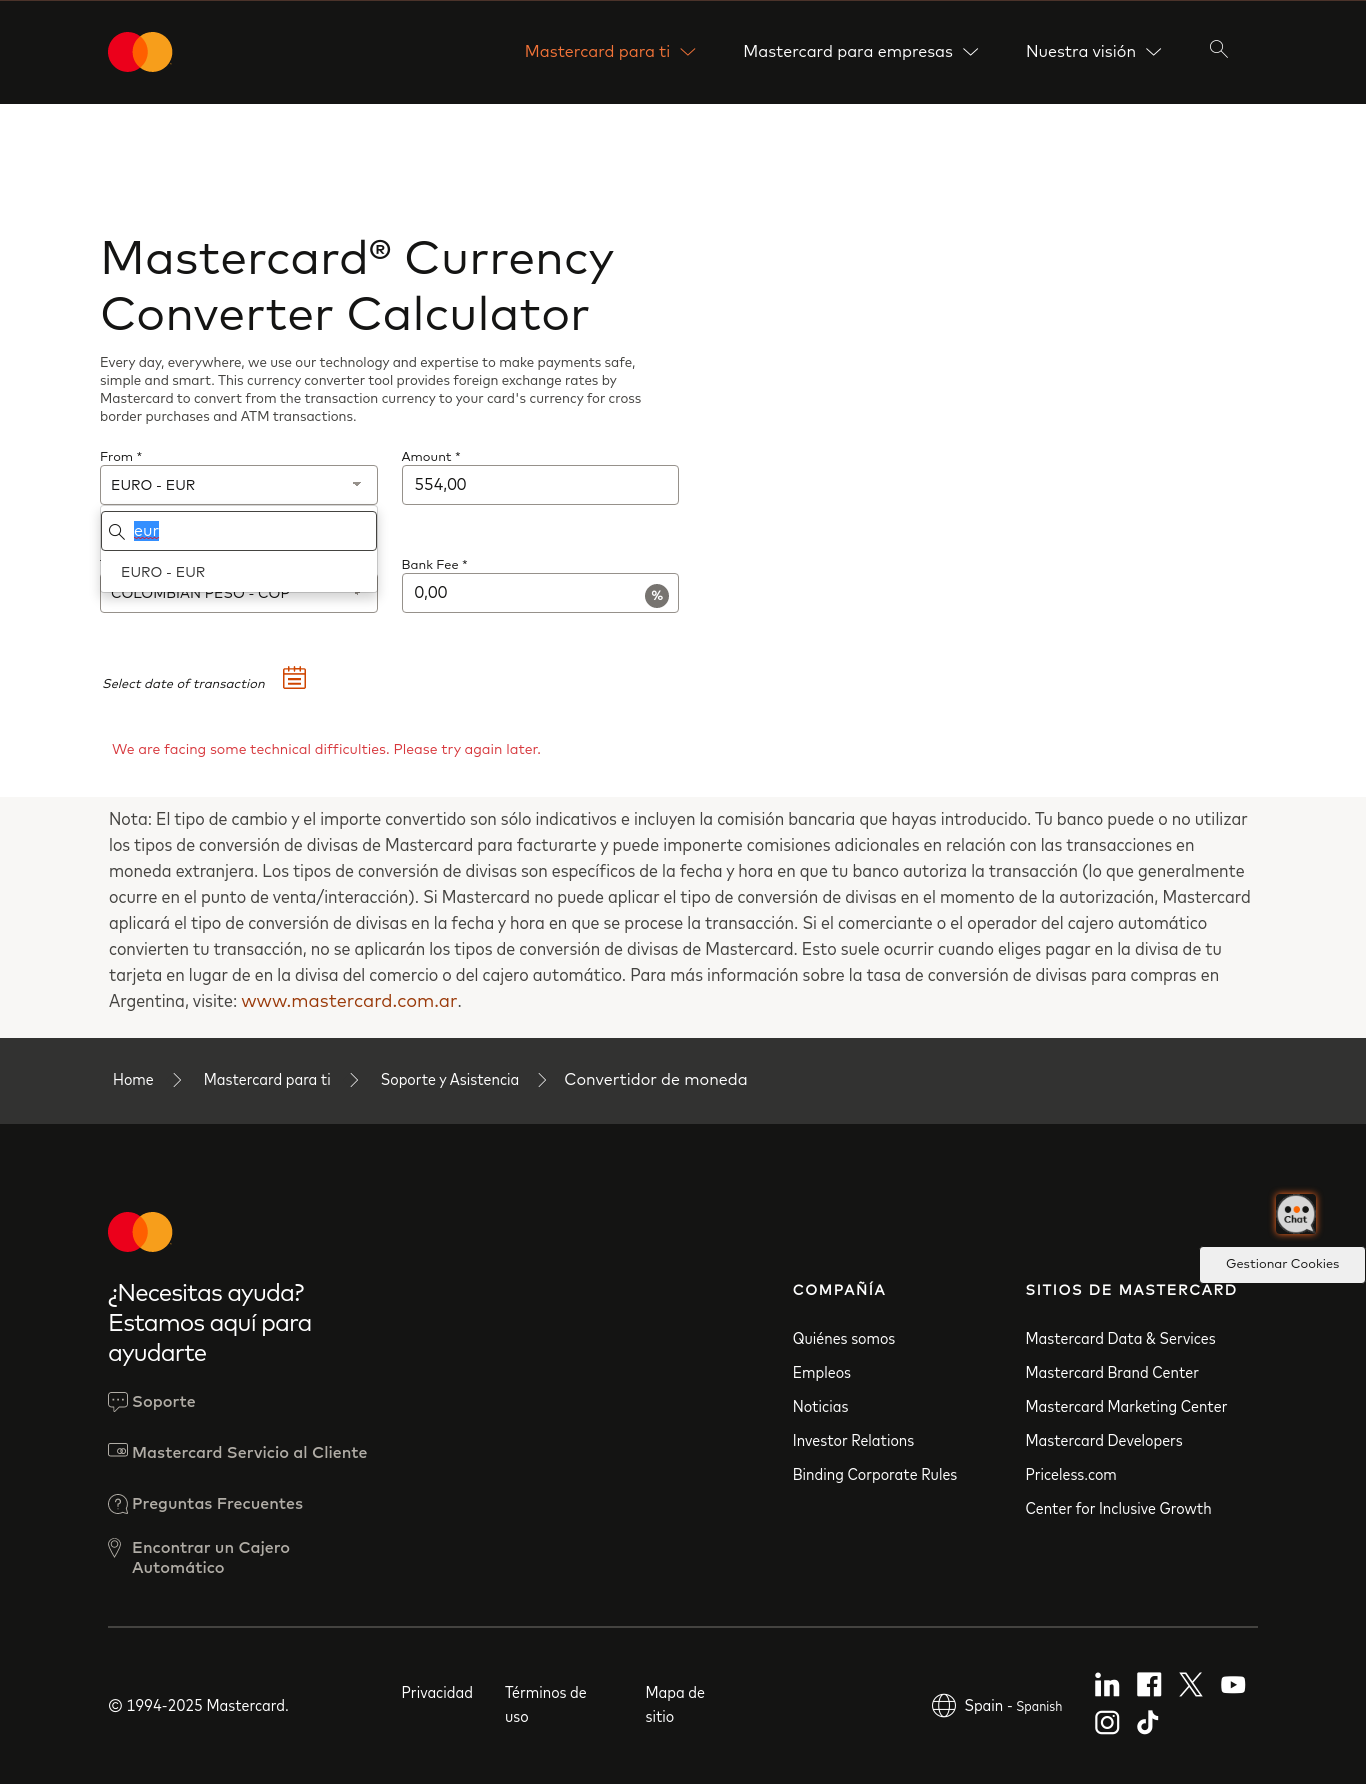 Mastercard para ti
Mastercard para empresas
Nuestra visión
Mastercard® Currency
Converter Calculator
Every day, everywhere, we use our technology and expertise to make payments safe,
simple and smart. This currency converter tool provides foreign exchange rates by
Mastercard to convert from the transaction currency to your card's currency for cross
border purchases and ATM transactions.
From *
Amount *
EURO - EUR
554,00
eur
EURO - EUR
Bank Fee *
COLOMBIAN PESO - COP
0,00
%
Select date of transaction
We are facing some technical difficulties. Please try again later.
Nota: El tipo de cambio y el importe convertido son sólo indicativos e incluyen la comisión bancaria que hayas introducido. Tu banco puede o no utilizar
los tipos de conversión de divisas de Mastercard para facturarte y puede imponerte comisiones adicionales en relación con las transacciones en
moneda extranjera. Los tipos de conversión de divisas son específicos de la fecha y hora en que tu banco autoriza la transacción (lo que generalmente
ocurre en el punto de venta/interacción). Si Mastercard no puede aplicar el tipo de conversión de divisas en el momento de la autorización, Mastercard
aplicará el tipo de conversión de divisas en la fecha y hora en que se procese la transacción. Si el comerciante o el operador del cajero automático
convierten tu transacción, no se aplicarán los tipos de conversión de divisas de Mastercard. Esto suele ocurrir cuando eliges pagar en la divisa de tu
tarjeta en lugar de en la divisa del comercio o del cajero automático. Para más información sobre la tasa de conversión de divisas para compras en
Argentina, visite: www.mastercard.com.ar.
Home
Mastercard para ti
Soporte y Asistencia
Convertidor de moneda
Chat
Gestionar Cookies
¿Necesitas ayuda?
Estamos aquí para
ayudarte
Soporte
Mastercard Servicio al Cliente
Preguntas Frecuentes
Encontrar un Cajero
Automático
COMPAÑÍA
Quiénes somos
Empleos
Noticias
Investor Relations
Binding Corporate Rules
SITIOS DE MASTERCARD
Mastercard Data & Services
Mastercard Brand Center
Mastercard Marketing Center
Mastercard Developers
Priceless.com
Center for Inclusive Growth
© 1994-2025 Mastercard.
Privacidad
Términos de
uso
Mapa de
sitio
Spain - Spanish